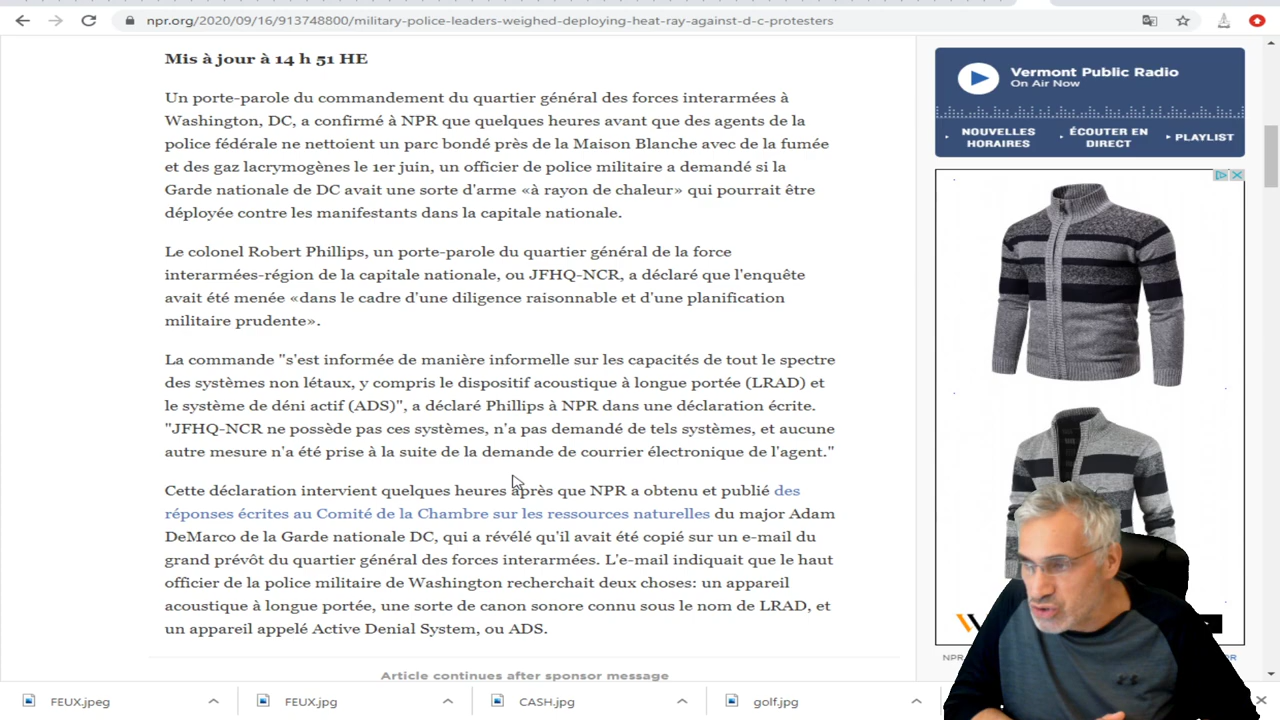 npr.org/2020/09/16/913748800/military-police-leaders-weighed-deploying-heat-ray-against-d-c-protesters
Mis à jour à 14 h 51 HE
Un porte-parole du commandement du quartier général des forces interarmées à
Washington, DC, a confirmé à NPR que quelques heures avant que des agents de la
police fédérale ne nettoient un parc bondé près de la Maison Blanche avec de la fumée
et des gaz lacrymogènes le 1er juin, un officier de police militaire a demandé si la
Garde nationale de DC avait une sorte d'arme «à rayon de chaleur» qui pourrait être
déployée contre les manifestants dans la capitale nationale.
Le colonel Robert Phillips, un porte-parole du quartier général de la force
interarmées-région de la capitale nationale, ou JFHQ-NCR, a déclaré que l'enquête
avait été menée «dans le cadre d'une diligence raisonnable et d'une planification
militaire prudente».
La commande "s'est informée de manière informelle sur les capacités de tout le spectre
des systèmes non létaux, y compris le dispositif acoustique à longue portée (LRAD) et
le système de déni actif (ADS)", a déclaré Phillips à NPR dans une déclaration écrite.
"JFHQ-NCR ne possède pas ces systèmes, n'a pas demandé de tels systèmes, et aucune
autre mesure n'a été prise à la suite de la demande de courrier électronique de l'agent."
Cette déclaration intervient quelques heures après que NPR a obtenu et publié des
réponses écrites au Comité de la Chambre sur les ressources naturelles du major Adam
DeMarco de la Garde nationale DC, qui a révélé qu'il avait été copié sur un e-mail du
grand prévôt du quartier général des forces interarmées. L'e-mail indiquait que le haut
officier de la police militaire de Washington recherchait deux choses: un appareil
acoustique à longue portée, une sorte de canon sonore connu sous le nom de LRAD, et
un appareil appelé Active Denial System, ou ADS.
Article continues after sponsor message
Vermont Public Radio
On Air Now
NOUVELLES HORAIRES
ÉCOUTER EN DIRECT
PLAYLIST
NPR
FEUX.jpeg
FEUX.jpg
CASH.jpg
golf.jpg